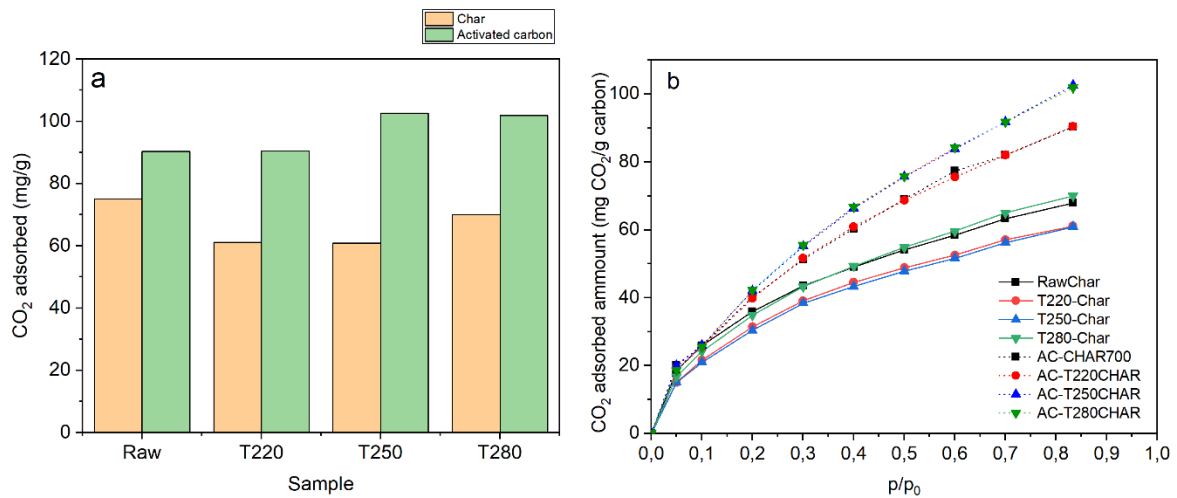 Char
Activated carbon
a
120
100
80
60
40
20
0
CO₂ adsorbed (mg/g)
Raw
T220
T250
T280
Sample
b
100
80
60
40
20
0
CO₂ adsorbed ammount (mg CO₂/g carbon)
RawChar
T220-Char
T250-Char
T280-Char
AC-CHAR700
AC-T220CHAR
AC-T250CHAR
AC-T280CHAR
0,0 0,1 0,2 0,3 0,4 0,5 0,6 0,7 0,8 0,9 1,0
p/p₀